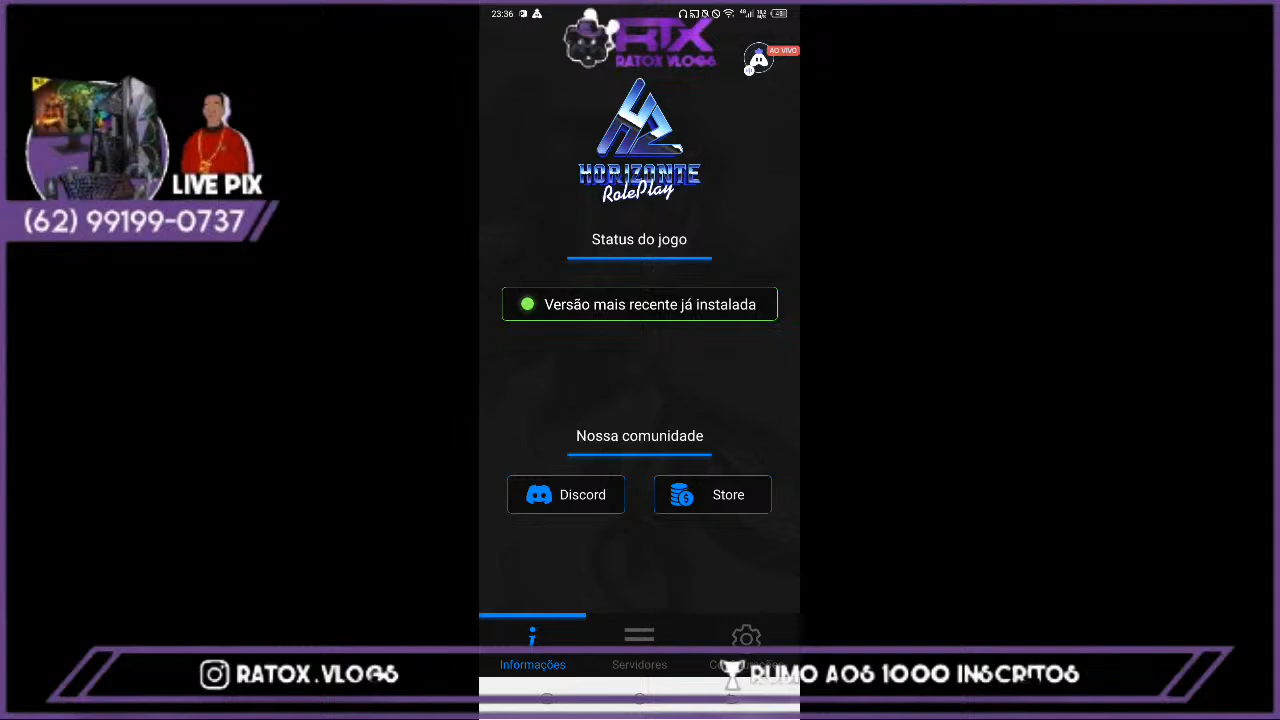 23:36
RTX
RATOX VLOGS
AO VIVO
HORIZONTE
RolePlay
LIVE PIX
(62) 99199-0737
Status do jogo
Versão mais recente já instalada
Nossa comunidade
Discord
Store
Informações
Servidores
RATOX.VLOGS
RUMO AOS 1000 INSCRITOS